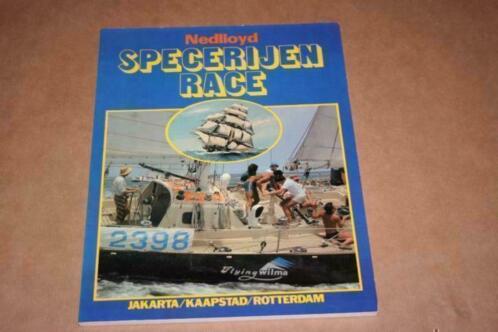 Nedlloyd
SPECERIJEN
RACE
2398
Flying wilma
JAKARTA/KAAPSTAD/ROTTERDAM